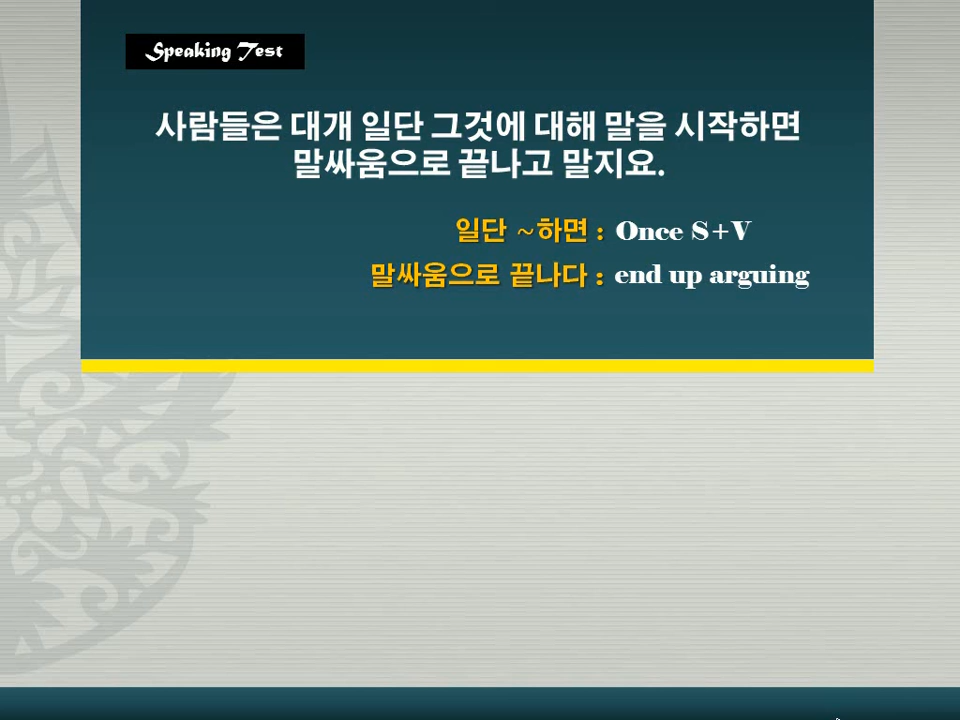 Speaking Test
사람들은 대개 일단 그것에 대해 말을 시작하면
말싸움으로 끝나고 말지요.
일단 ~하면 : Once S+V
말싸움으로 끝나다 : end up arguing